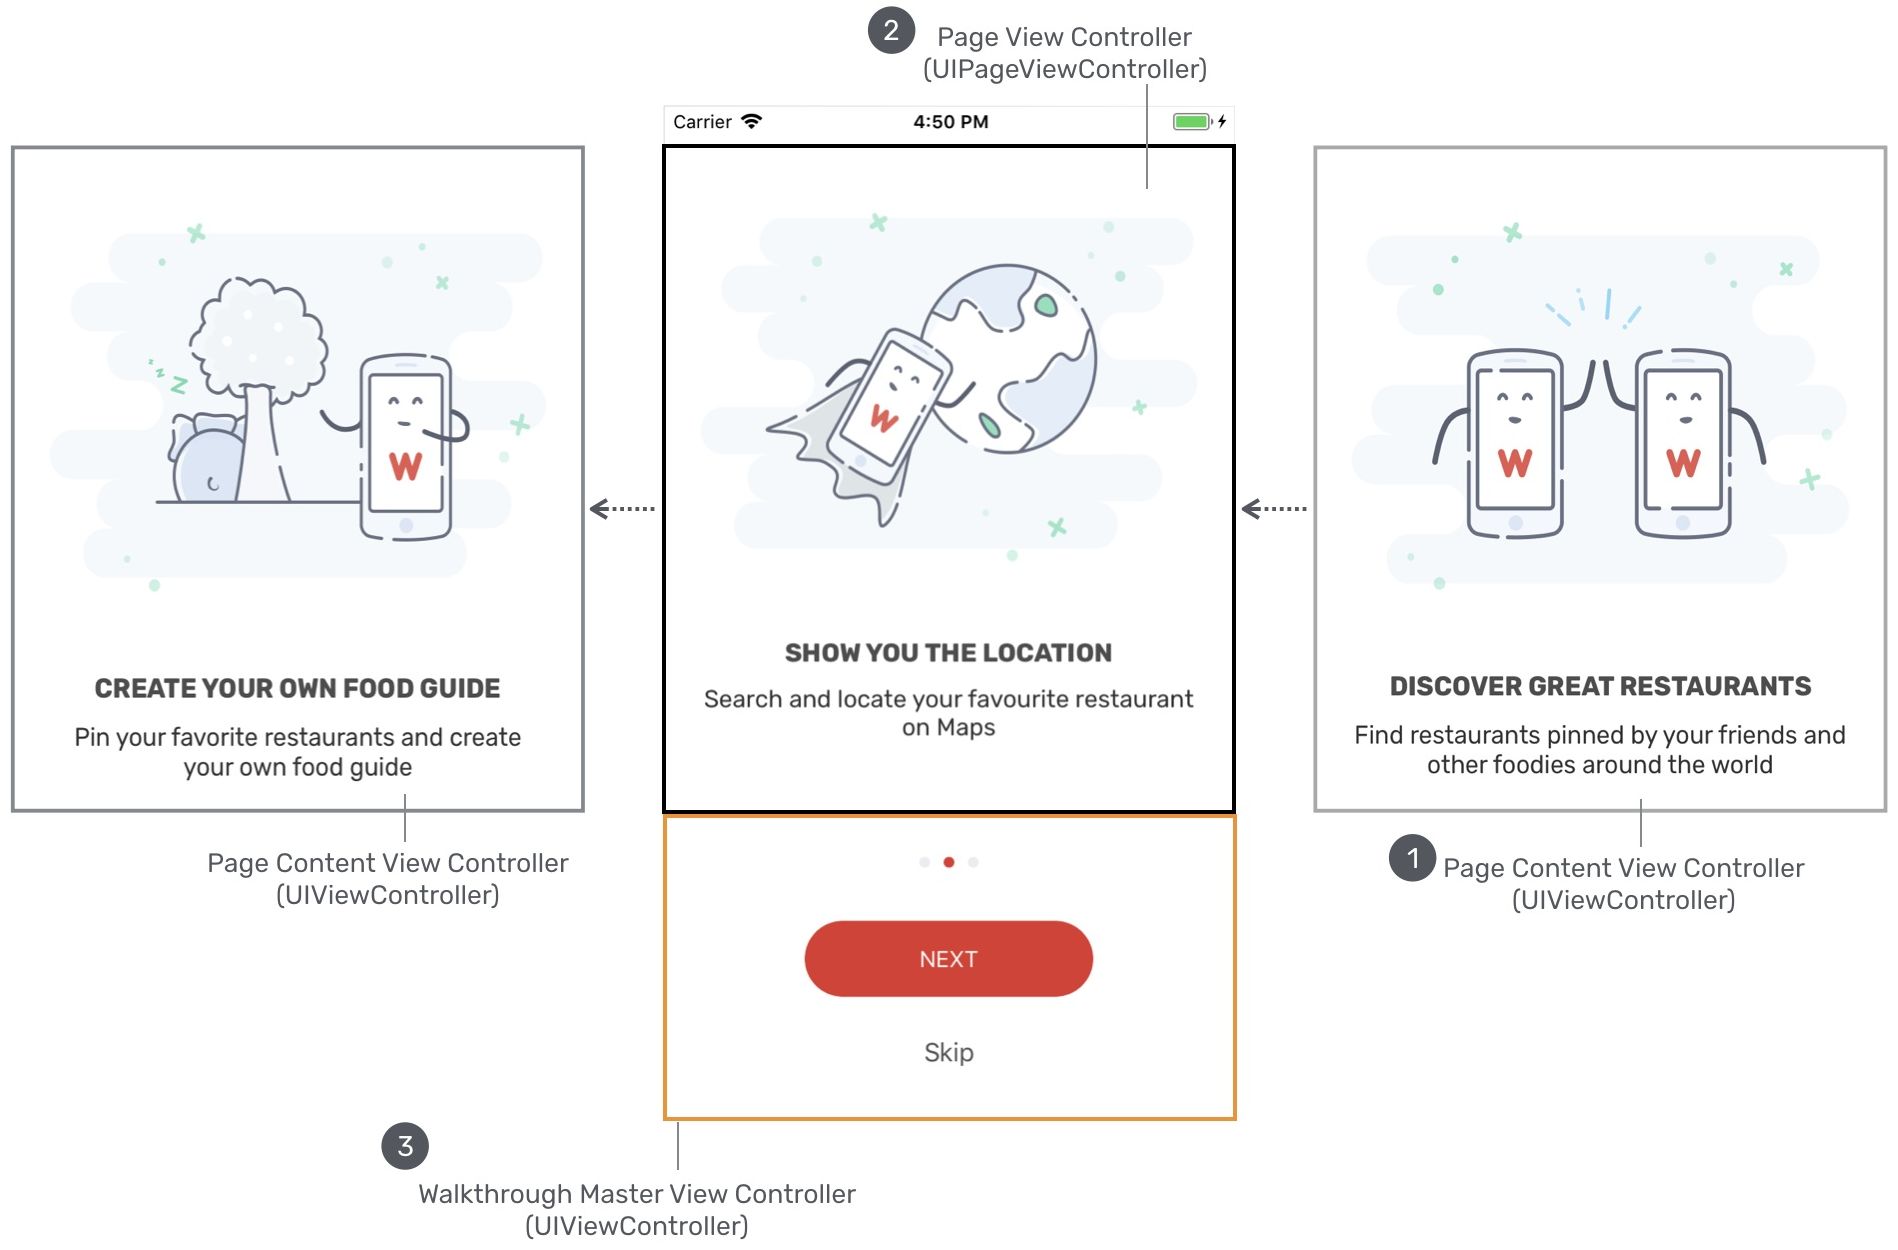 2
Page View Controller
(UIPageViewController)
Carrier
4:50 PM
z
z
Z
W
CREATE YOUR OWN FOOD GUIDE
Pin your favorite restaurants and create
your own food guide
Page Content View Controller
(UIViewController)
W
SHOW YOU THE LOCATION
Search and locate your favourite restaurant
on Maps
NEXT
Skip
W
W
DISCOVER GREAT RESTAURANTS
Find restaurants pinned by your friends and
other foodies around the world
1
Page Content View Controller
(UIViewController)
3
Walkthrough Master View Controller
(UIViewController)